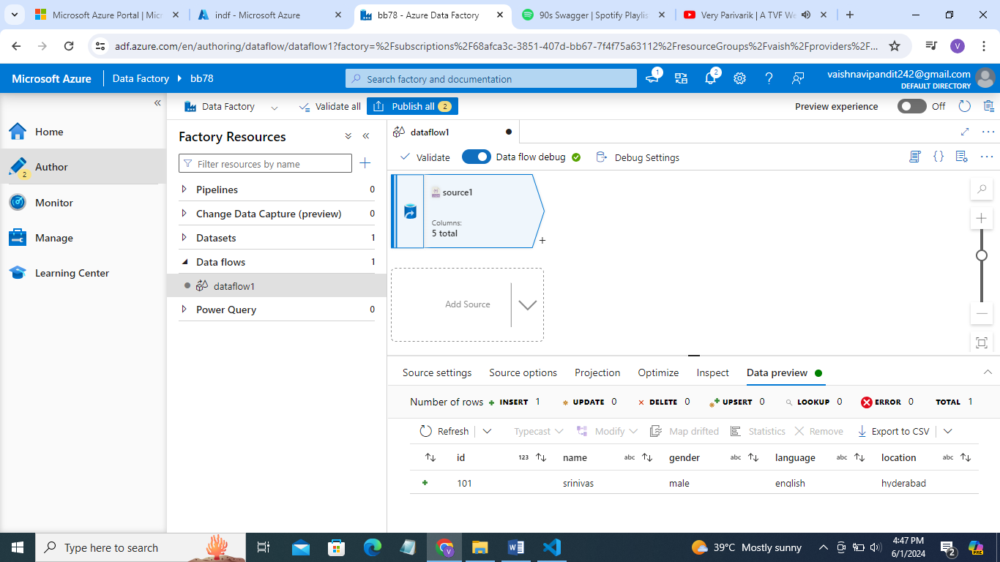 Microsoft Azure Portal | Micr
indf - Microsoft Azure
bb78 - Azure Data Factory
90s Swagger | Spotify Playlis
Very Parivarik | A TVF We
adf.azure.com/en/authoring/dataflow/dataflow1?factory=%2Fsubscriptions%2F68afca3c-3851-407d-bb67-7f4f75a63112%2FresourceGroups%2Fvaish%2Fproviders%2F...
V
Microsoft Azure
Data Factory
bb78
Search factory and documentation
1
2
vaishnavipandit242@gmail.com
DEFAULT DIRECTORY
Data Factory
Validate all
Publish all 2
Preview experience
Off
Home
Author
2
Monitor
Manage
Learning Center
Factory Resources
Filter resources by name
Pipelines 0
Change Data Capture (preview) 0
Datasets 1
Data flows 1
dataflow1
Power Query 0
dataflow1
Validate
Data flow debug
Debug Settings
source1
Columns:
5 total
+
Add Source
Source settings Source options Projection Optimize Inspect Data preview
Number of rows INSERT 1 UPDATE 0 DELETE 0 UPSERT 0 LOOKUP 0 ERROR 0 TOTAL 1
Refresh Typecast Modify Map drifted Statistics Remove Export to CSV
id 123 name abc gender abc language abc location abc
101 srinivas male english hyderabad
Type here to search
39°C Mostly sunny
4:47 PM
6/1/2024
2
PRE